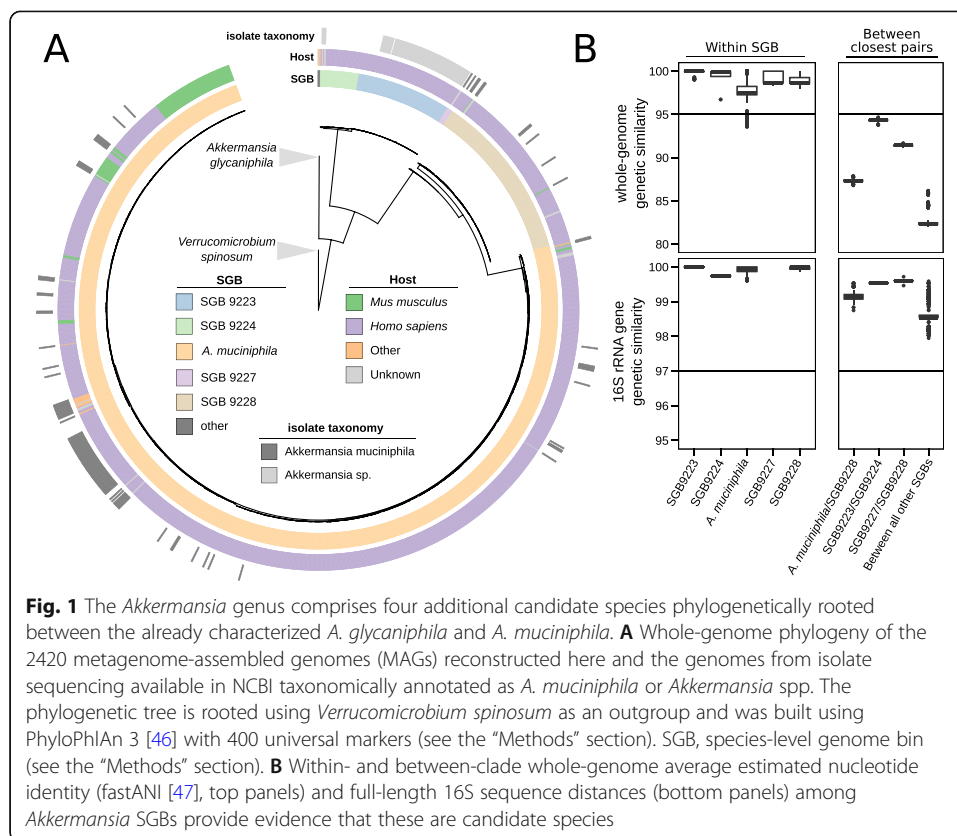 A
isolate taxonomy
Host
SGB
Akkermansia
glycaniphila
Verrucomicrobium
spinosum
SGB
SGB 9223
SGB 9224
A. muciniphila
SGB 9227
SGB 9228
other
Host
Mus musculus
Homo sapiens
Other
Unknown
isolate taxonomy
Akkermansia muciniphila
Akkermansia sp.
B
Within SGB
Between
closest pairs
whole-genome
genetic similarity
100
95
90
85
80
16S rRNA gene
genetic similarity
100
99
98
97
96
95
SGB9223
SGB9224
A. muciniphila
SGB9227
SGB9228
A. muciniphila/SGB9228
SGB9223/SGB9224
SGB9227/SGB9228
Between all other SGBs
Fig. 1 The Akkermansia genus comprises four additional candidate species phylogenetically rooted
between the already characterized A. glycaniphila and A. muciniphila. A Whole-genome phylogeny of the
2420 metagenome-assembled genomes (MAGs) reconstructed here and the genomes from isolate
sequencing available in NCBI taxonomically annotated as A. muciniphila or Akkermansia spp. The
phylogenetic tree is rooted using Verrucomicrobium spinosum as an outgroup and was built using
PhyloPhlAn 3 [46] with 400 universal markers (see the “Methods” section). SGB, species-level genome bin
(see the “Methods” section). B Within- and between-clade whole-genome average estimated nucleotide
identity (fastANI [47], top panels) and full-length 16S sequence distances (bottom panels) among
Akkermansia SGBs provide evidence that these are candidate species